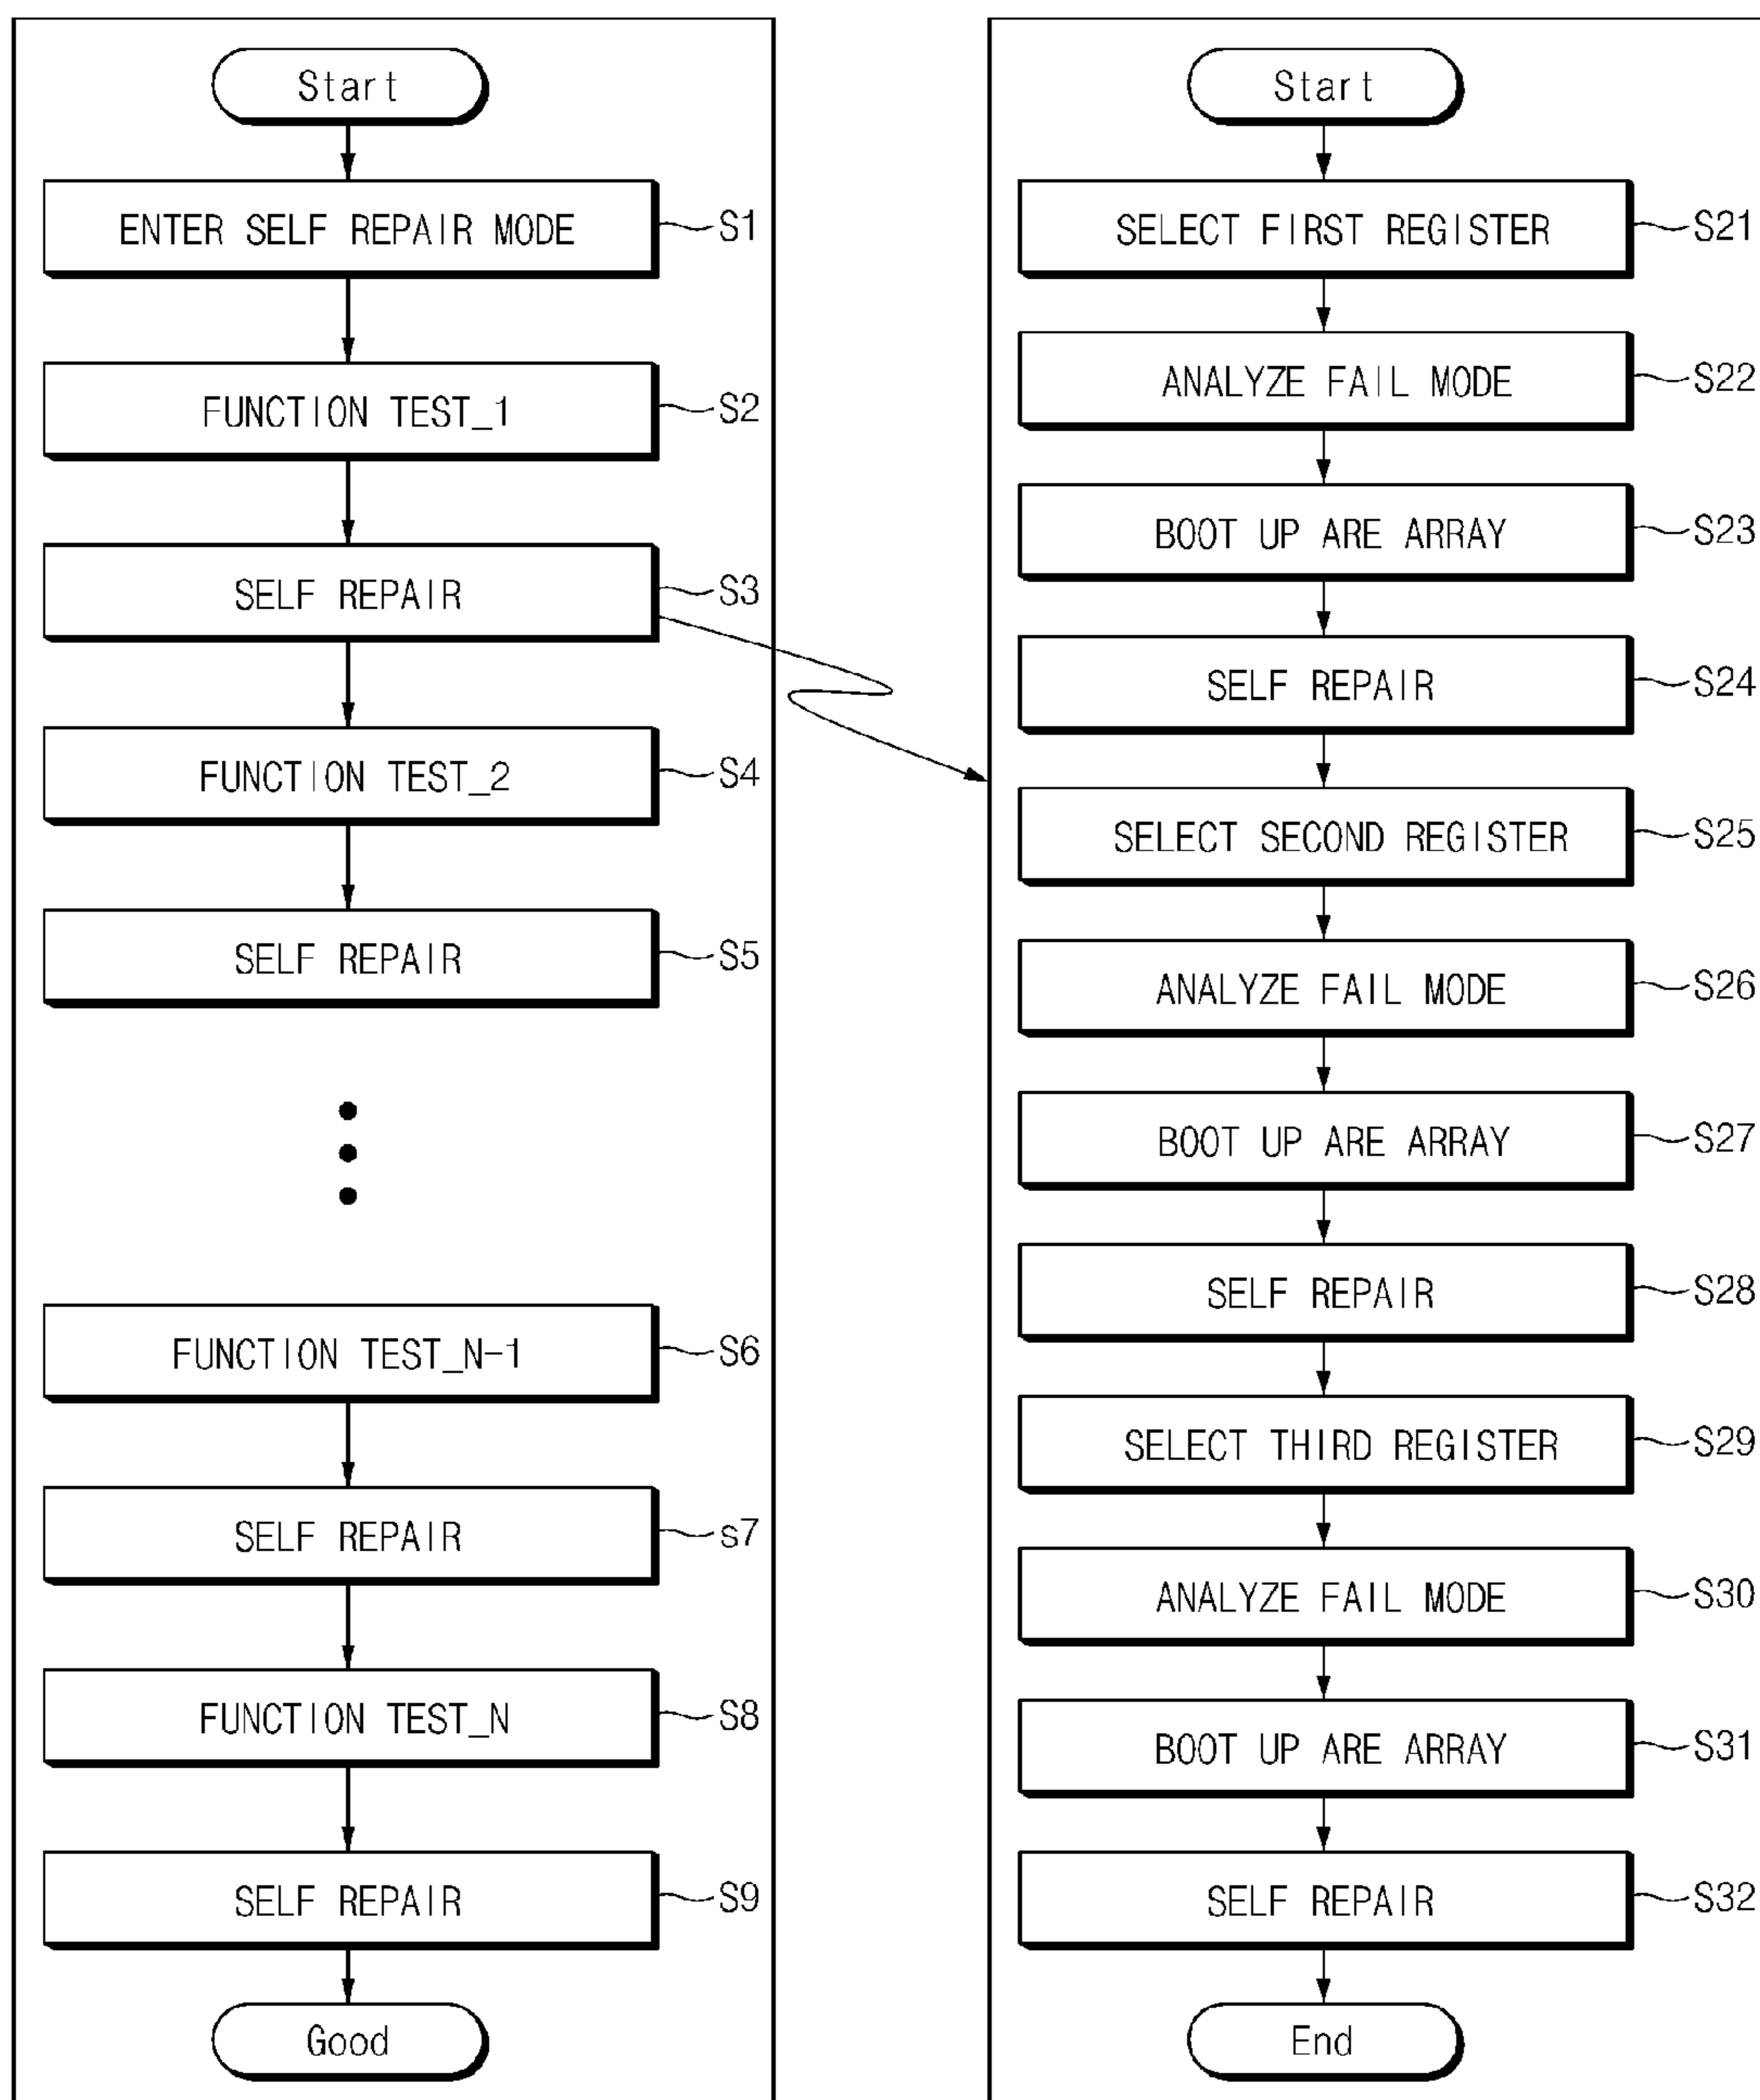 Start
ENTER SELF REPAIR MODE
S1
FUNCTION TEST_1
S2
SELF REPAIR
S3
FUNCTION TEST_2
S4
SELF REPAIR
S5
FUNCTION TEST_N-1
S6
SELF REPAIR
s7
FUNCTION TEST_N
S8
SELF REPAIR
S9
Good
Start
SELECT FIRST REGISTER
S21
ANALYZE FAIL MODE
S22
BOOT UP ARE ARRAY
S23
SELF REPAIR
S24
SELECT SECOND REGISTER
S25
ANALYZE FAIL MODE
S26
BOOT UP ARE ARRAY
S27
SELF REPAIR
S28
SELECT THIRD REGISTER
S29
ANALYZE FAIL MODE
S30
BOOT UP ARE ARRAY
S31
SELF REPAIR
S32
End